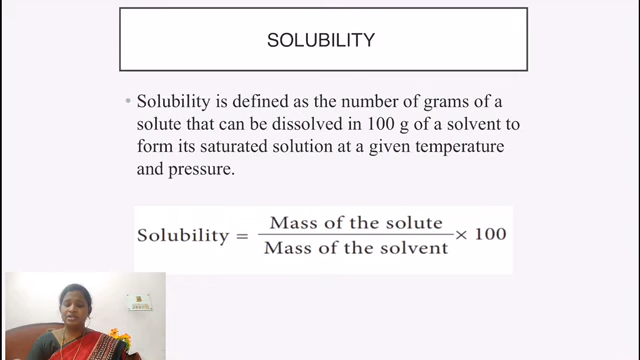 SOLUBILITY
• Solubility is defined as the number of grams of a
solute that can be dissolved in 100 g of a solvent to
form its saturated solution at a given temperature
and pressure.
Solubility = Mass of the solute / Mass of the solvent × 100